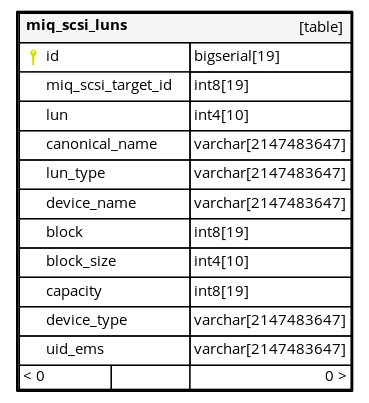 miq_scsi_luns [table]
id bigserial[19]
miq_scsi_target_id int8[19]
lun int4[10]
canonical_name varchar[2147483647]
lun_type varchar[2147483647]
device_name varchar[2147483647]
block int8[19]
block_size int4[10]
capacity int8[19]
device_type varchar[2147483647]
uid_ems varchar[2147483647]
< 0 0 >